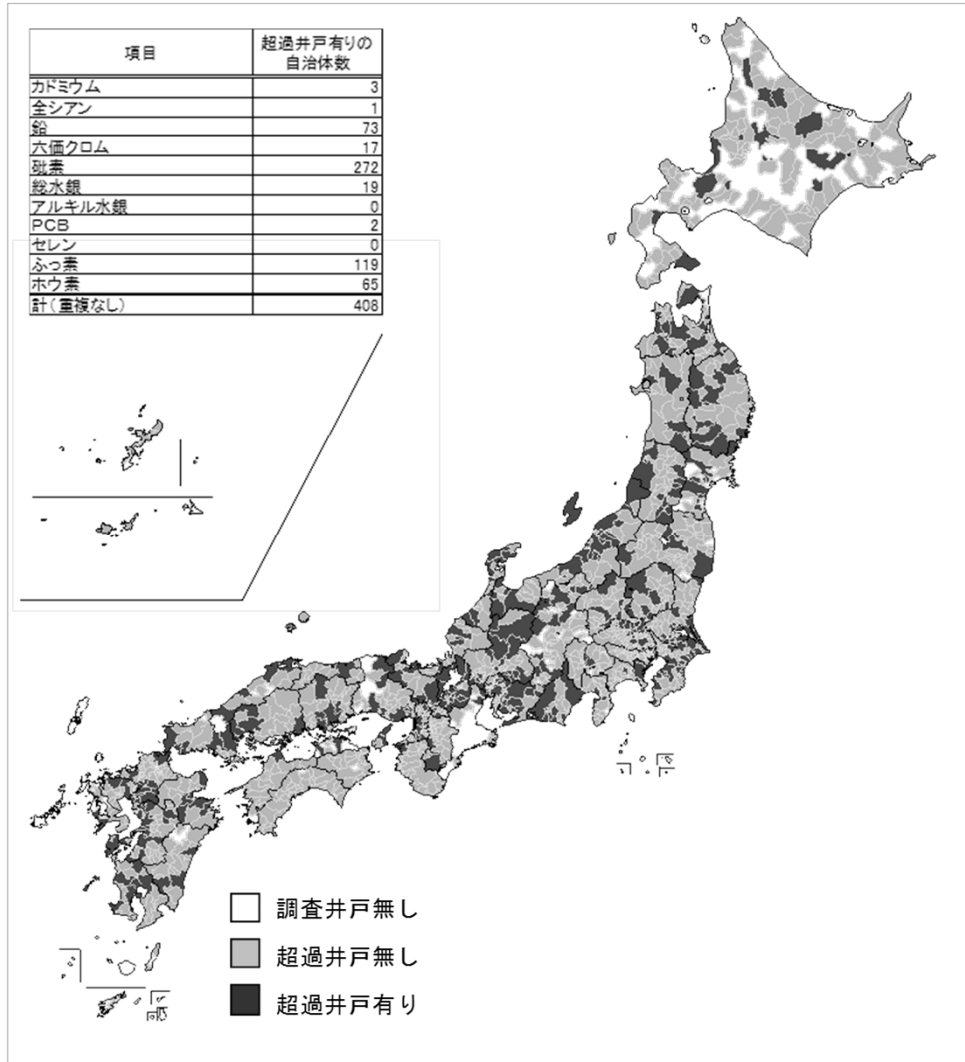 項目 超過井戸有りの
自治体数
カドミウム 3
全シアン 1
鉛 73
六価クロム 17
砒素 272
総水銀 19
アルキル水銀 0
PCB 2
セレン 0
ふっ素 119
ホウ素 65
計(重複なし) 408
調査井戸無し
超過井戸無し
超過井戸有り